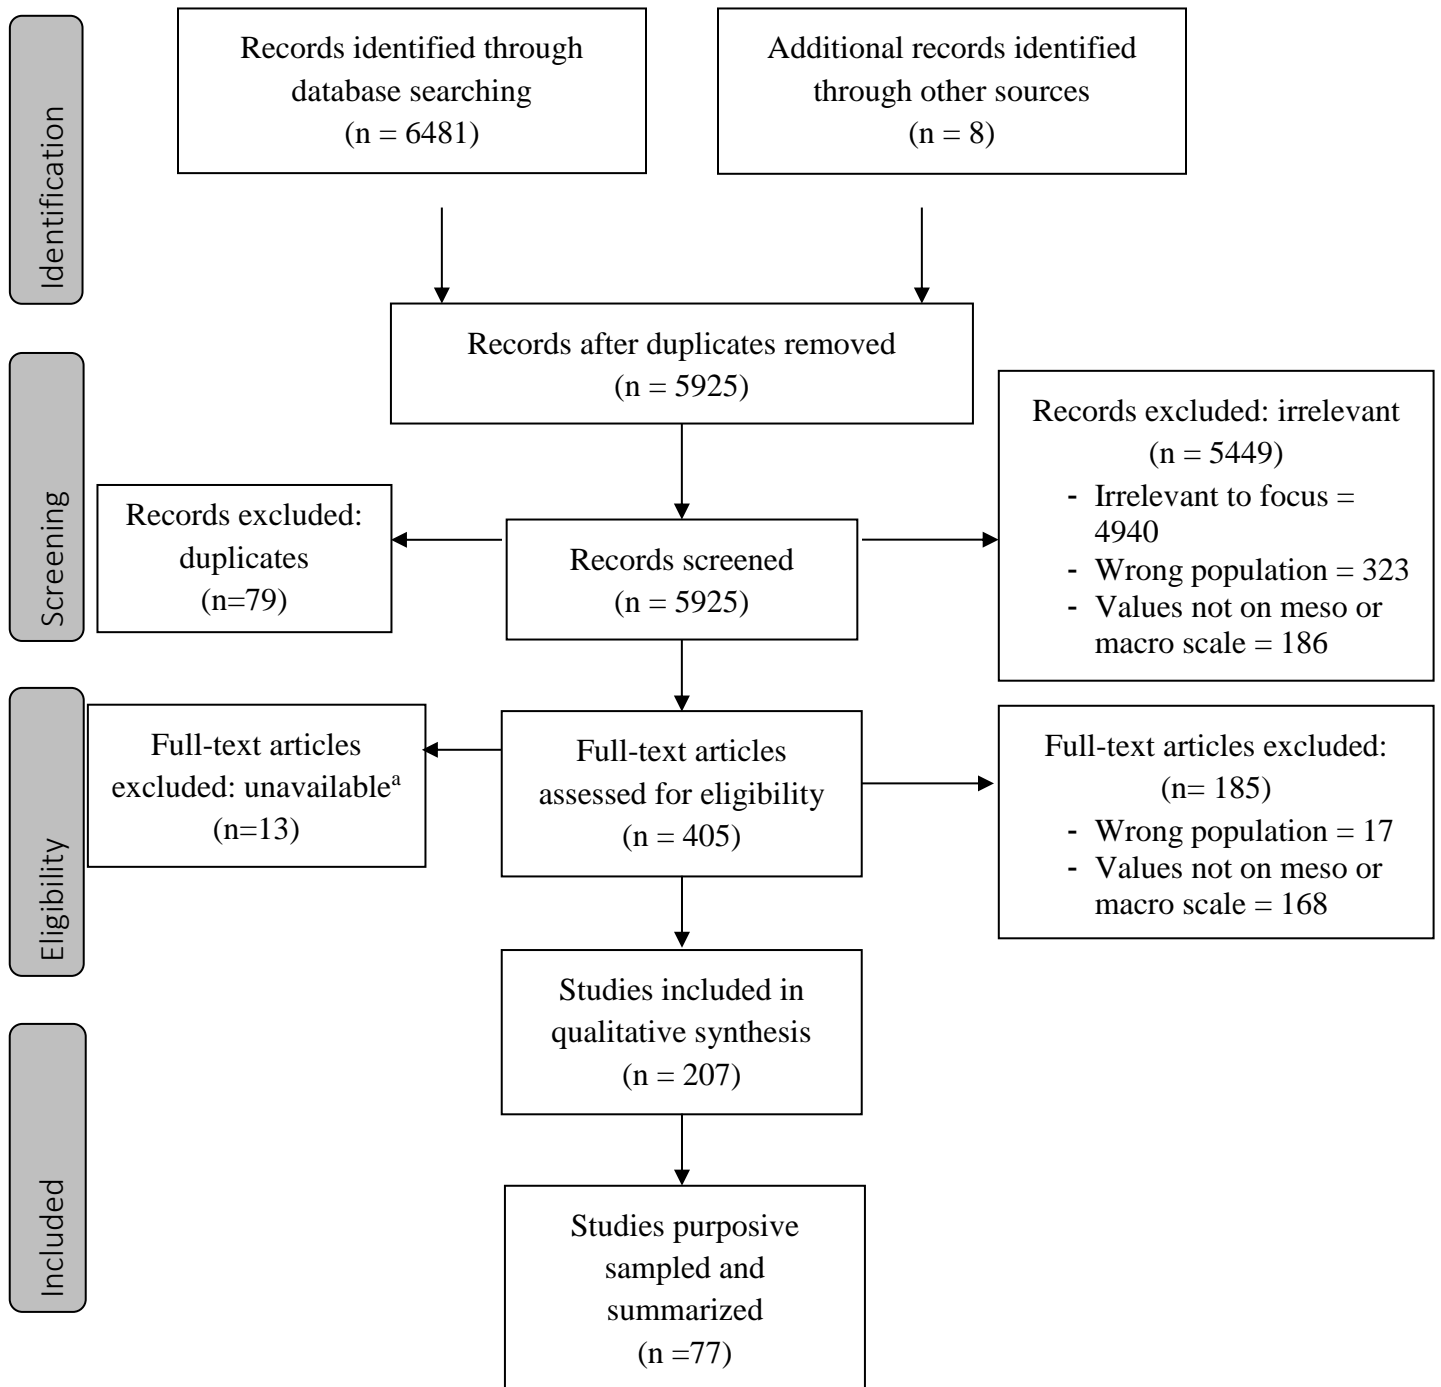 Identification
Records identified through
database searching
(n = 6481)
Additional records identified
through other sources
(n = 8)
Records after duplicates removed
(n = 5925)
Screening
Records excluded:
duplicates
(n=79)
Records screened
(n = 5925)
Records excluded: irrelevant
(n = 5449)
- Irrelevant to focus =
4940
- Wrong population = 323
- Values not on meso or
macro scale = 186
Eligibility
Full-text articles
excluded: unavailableᵃ
(n=13)
Full-text articles
assessed for eligibility
(n = 405)
Full-text articles excluded:
(n= 185)
- Wrong population = 17
- Values not on meso or
macro scale = 168
Included
Studies included in
qualitative synthesis
(n = 207)
Studies purposive
sampled and
summarized
(n =77)